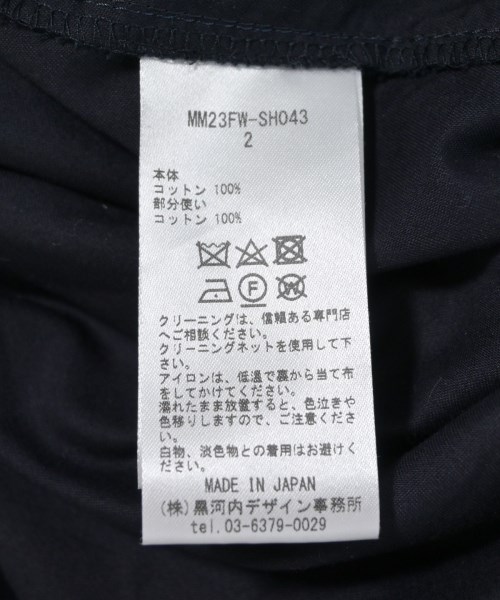 MM23FW-SH043
2
本体
コットン 100%
部分使い
コットン 100%
F
W
クリーニングは、信頼ある専門店
へご相談ください。
クリーニングネットを使用して下
さい。
アイロンは、低温で裏から当て布
をしてかけてください。
濡れたまま放置すると、色泣きや
色移りしますので、ご注意くださ
い。
白物、淡色物との着用はお避けく
ださい。
MADE IN JAPAN
(株)黒河内デザイン事務所
tel.03-6379-0029